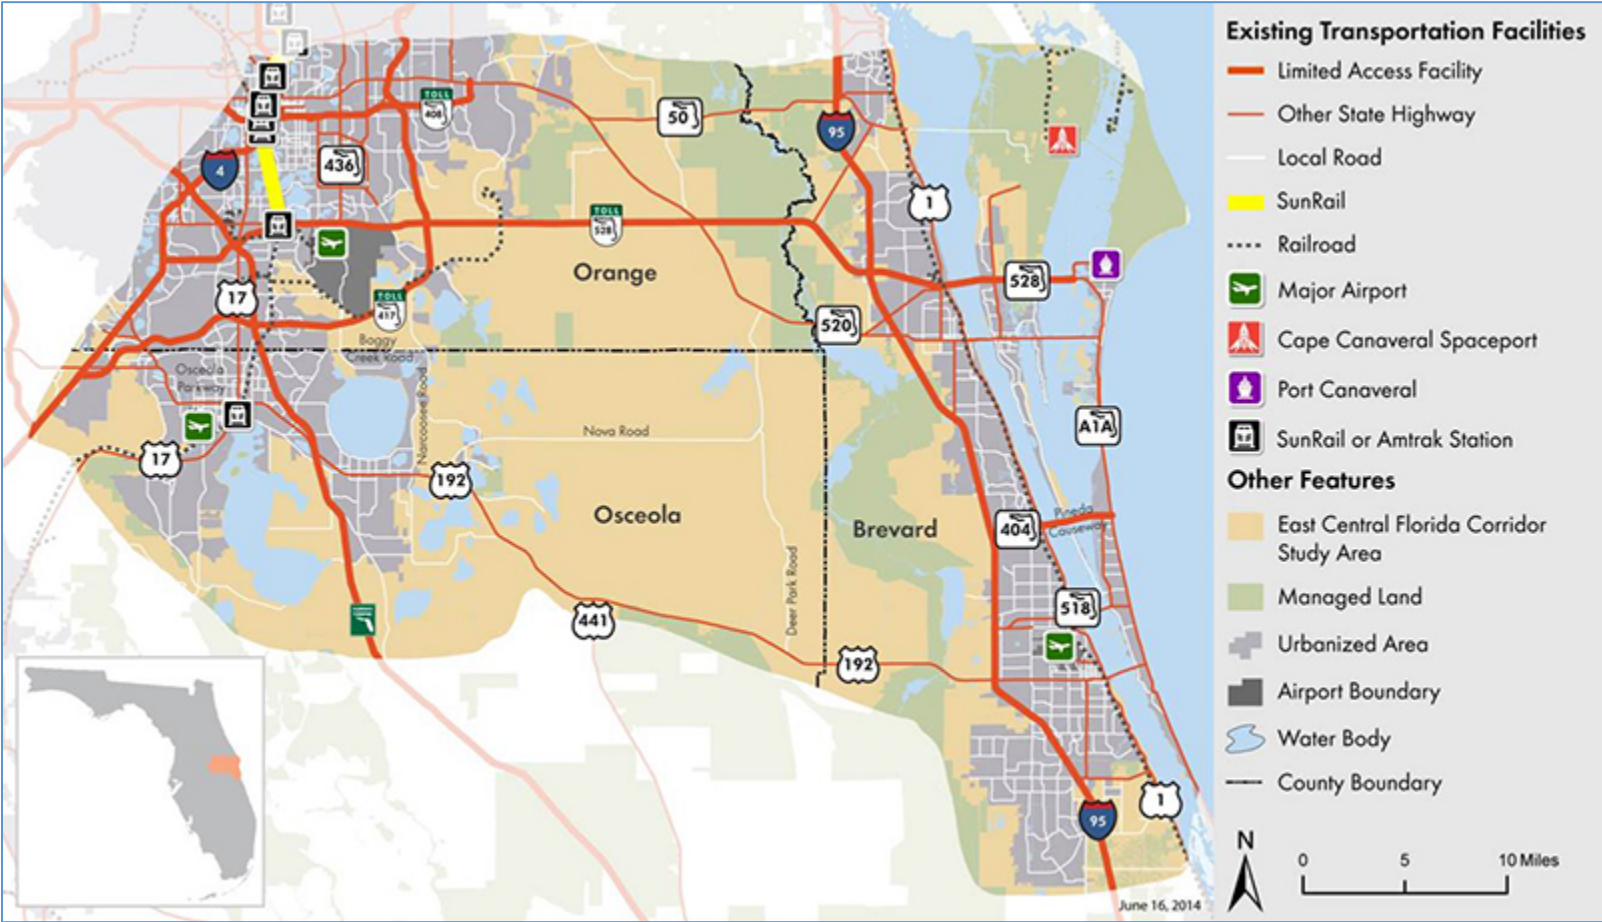 TOLL
408
50
95
4
436
1
TOLL
528
Orange
528
17
TOLL
417
520
Boggy
Creek Road
Osceola
Parkway
Narcoossee Road
A1A
Nova Road
17
192
Osceola
Brevard
404
Pineda
Causeway
Deer Park Road
518
441
192
1
95
June 16, 2014
Existing Transportation Facilities
Limited Access Facility
Other State Highway
Local Road
SunRail
Railroad
Major Airport
Cape Canaveral Spaceport
Port Canaveral
SunRail or Amtrak Station
Other Features
East Central Florida Corridor
Study Area
Managed Land
Urbanized Area
Airport Boundary
Water Body
County Boundary
N
0 5 10 Miles